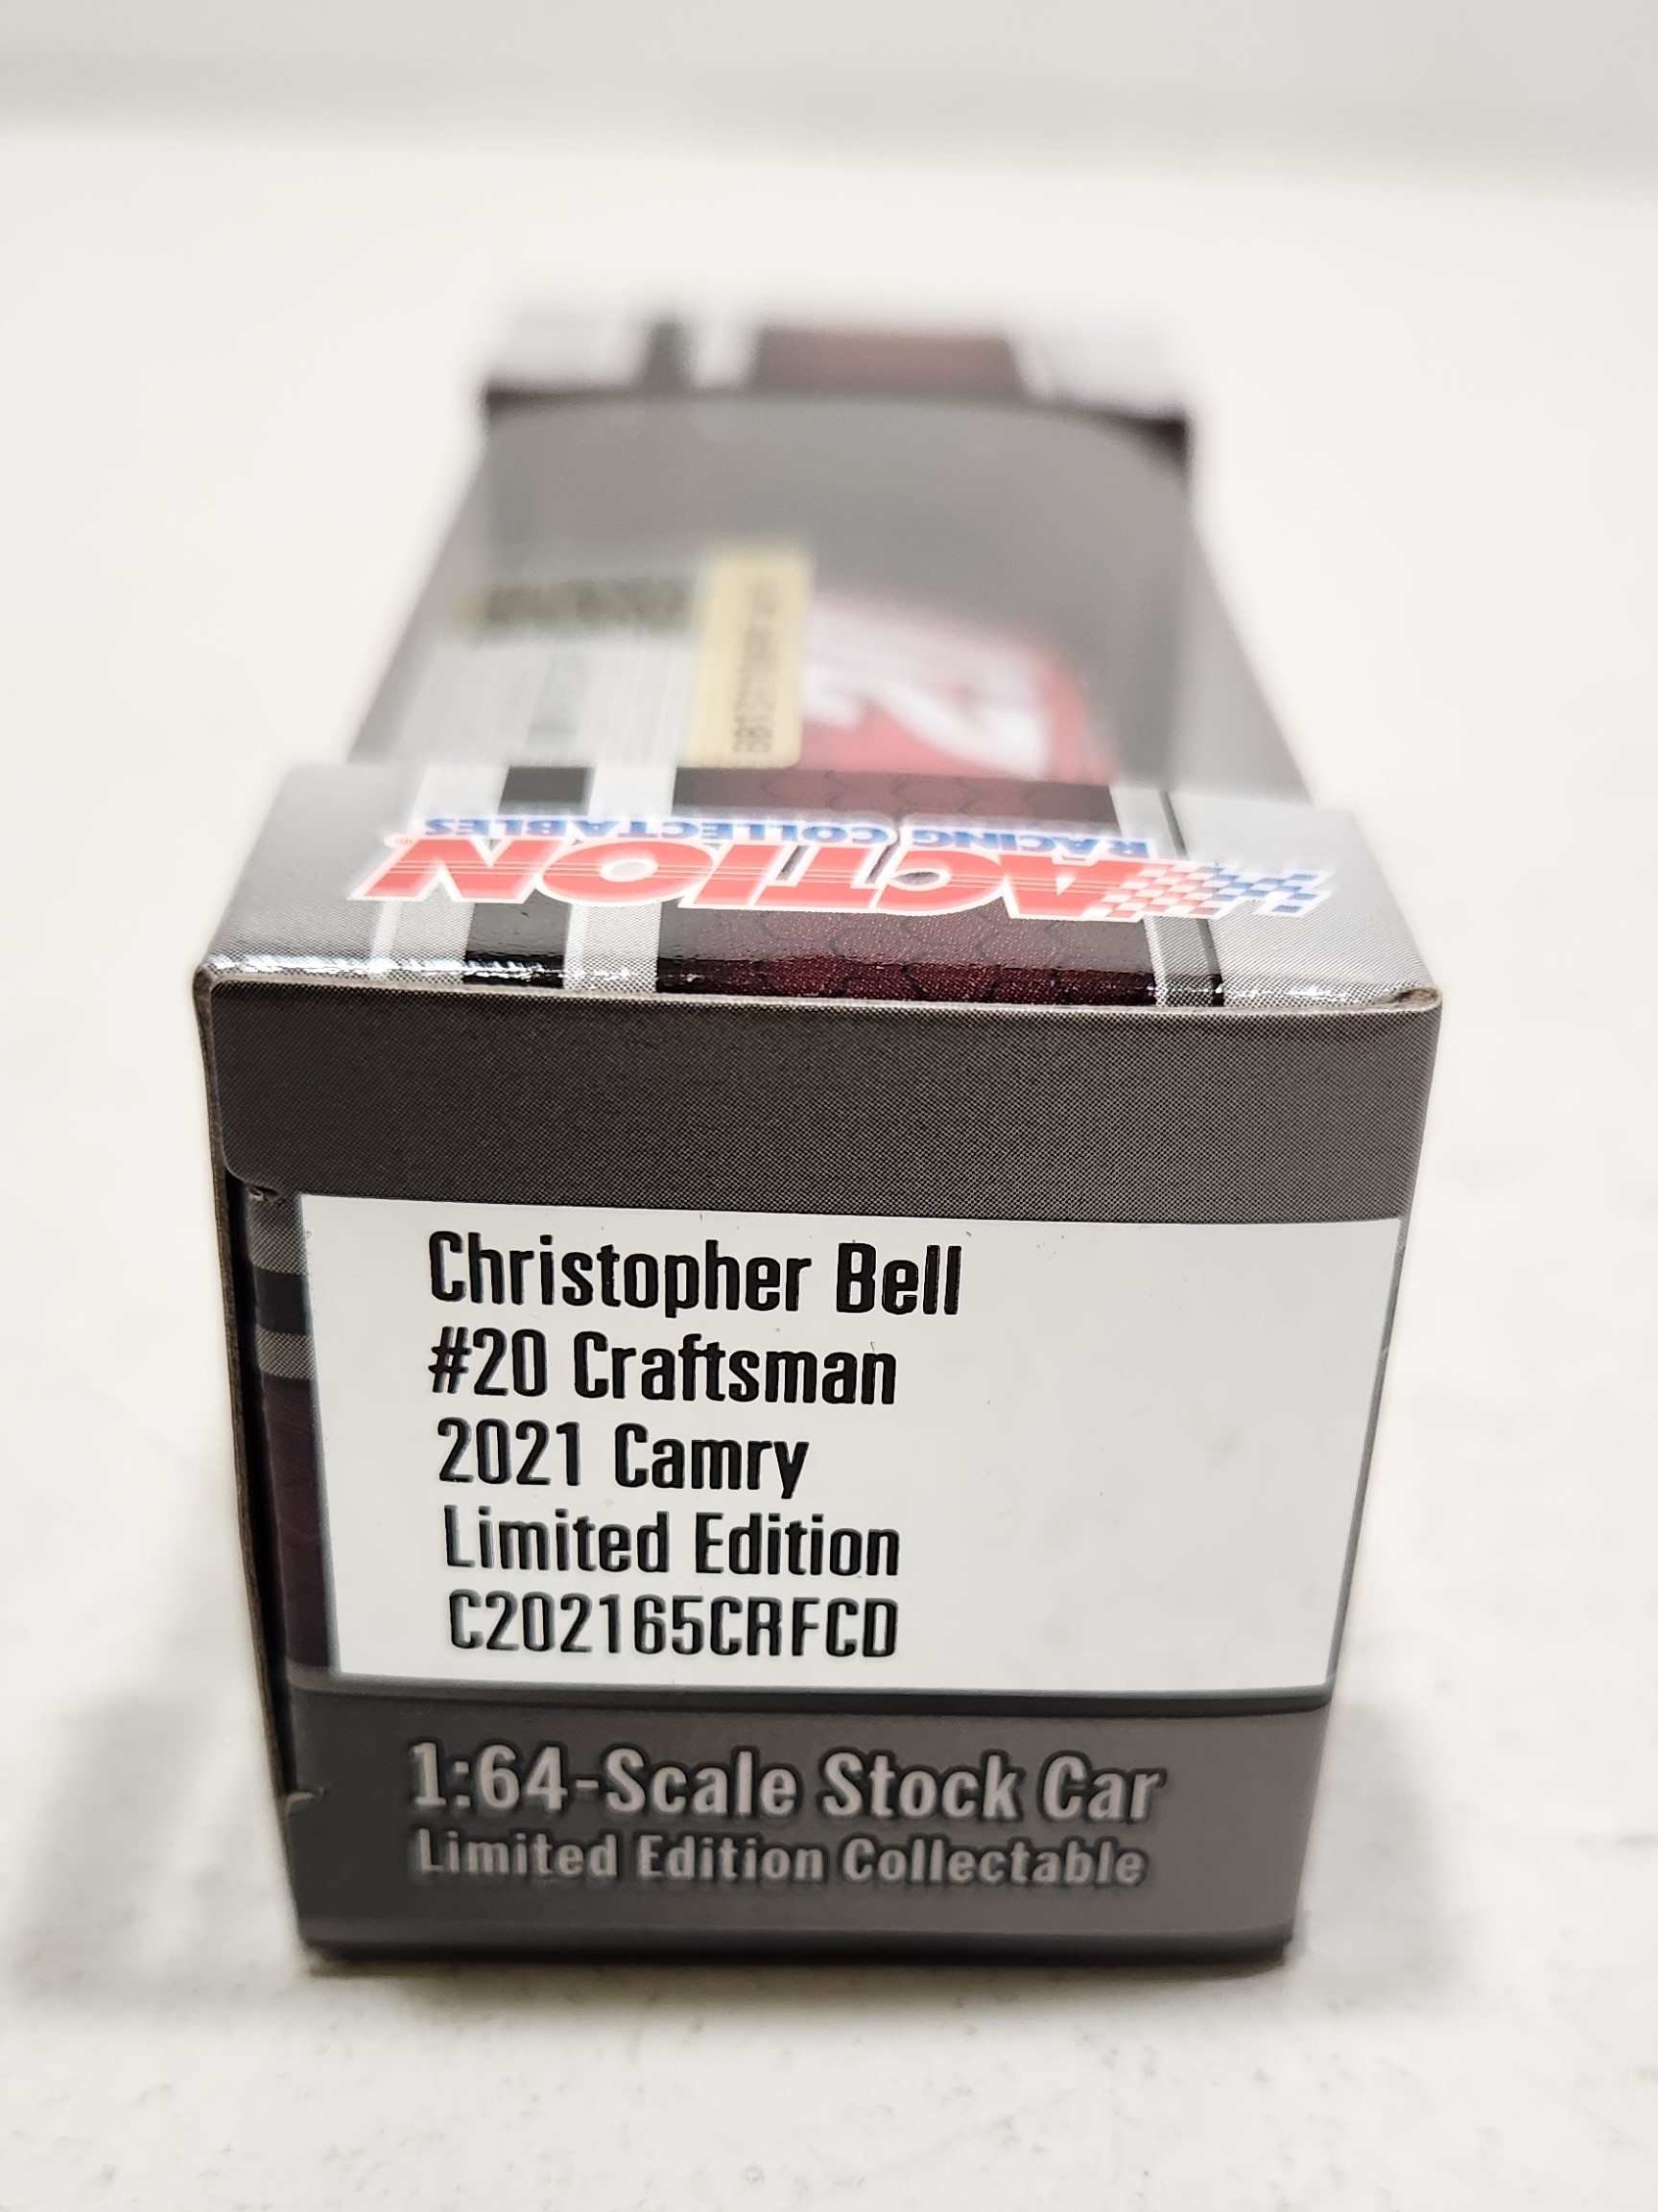 ACTION
RACING COLLECTABLES
Christopher Bell
#20 Craftsman
2021 Camry
Limited Edition
C202165CRFCD
1:64-Scale Stock Car
Limited Edition Collectable